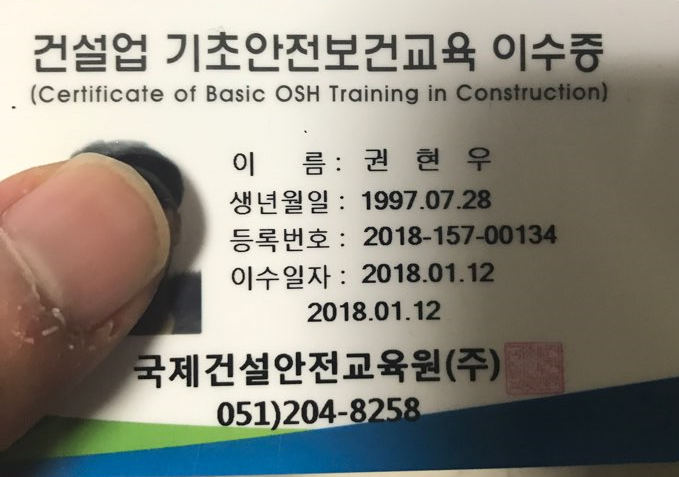 건설업 기초안전보건교육 이수증
(Certificate of Basic OSH Training in Construction)
이 름 : 권 현 우
생년월일 : 1997.07.28
등록번호 : 2018-157-00134
이수일자 : 2018.01.12
2018.01.12
국제건설안전교육원(주)
051)204-8258